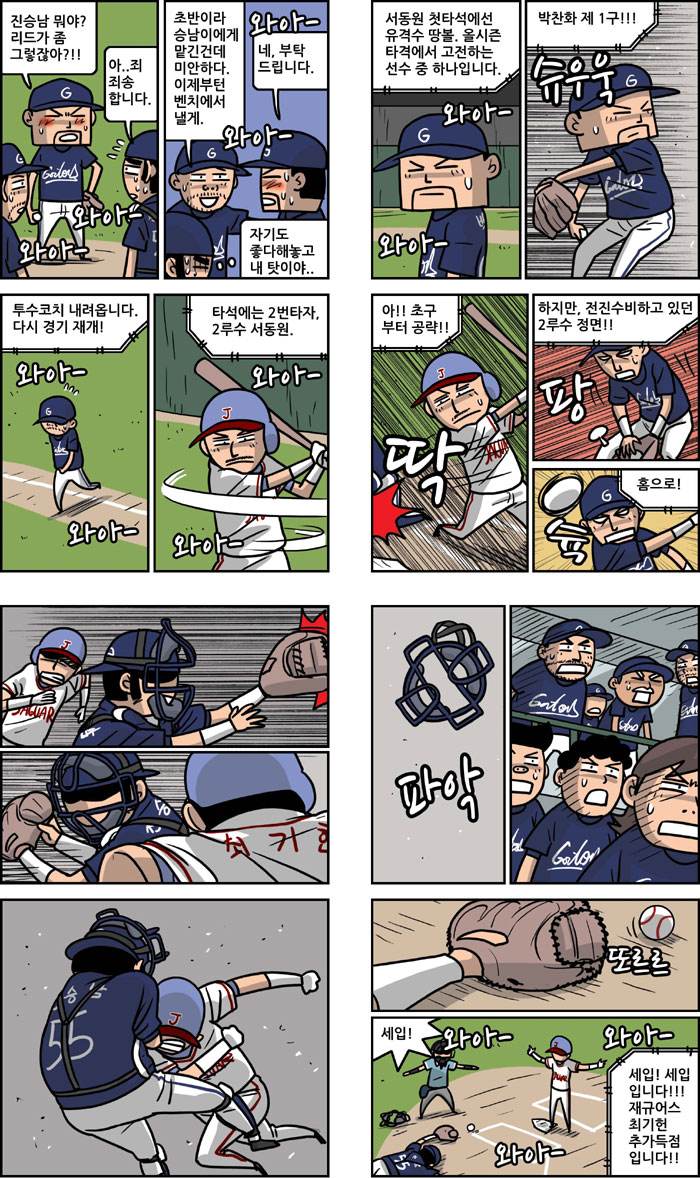 진승남 뭐야?
리드가 좀
그렇잖아?!!
아..죄
죄송
합니다.
G
와아-
와아-
초반이라
승남이에게
맡긴건데
미안하다.
이제부턴
벤치에서
낼게.
와아-
네, 부탁
드립니다.
G
J
자기도
좋다해놓고
내 탓이야..
서동원 첫타석에선
유격수 땅볼. 올시즌
타격에서 고전하는
선수 중 하나입니다.
와아-
G
와아-
박찬화 제 1구!!!
슈우욱
G
투수코치 내려옵니다.
다시 경기 재개!
와아-
G
와아-
타석에는 2번타자,
2루수 서동원.
와아-
J
와아-
아!! 초구
부터 공략!!
J
딱
JAGUAR
하지만, 전진수비하고 있던
2루수 정면!!
팡
홈으로!
G
슉
J
JAGUAR
최기헌
파악
G
G
Goitons
55
J
또르르
세입!
와아-
와아-
J
JAGUAR
세입! 세입
입니다!!!
재규어스
최기헌
추가득점
입니다!!
와아-
55